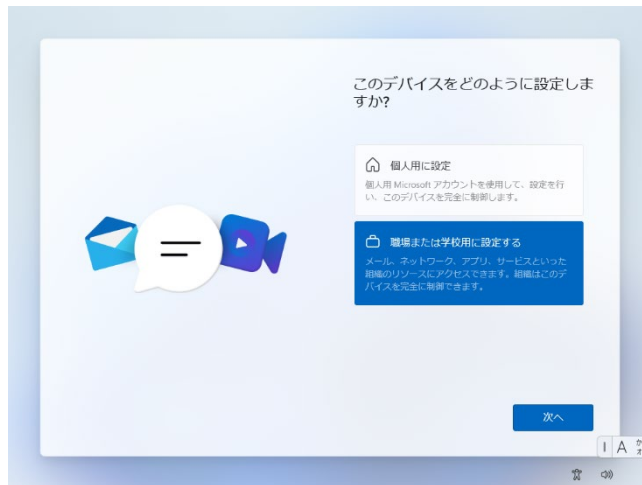 このデバイスをどのように設定しま
すか?
個人用に設定
個人用 Microsoft アカウントを使用して、設定を行
い、このデバイスを完全に制御します。
職場または学校用に設定する
メール、ネットワーク、アプリ、サービスといった
組織のリソースにアクセスできます。組織はこのデ
バイスを完全に制御できます。
次へ
A